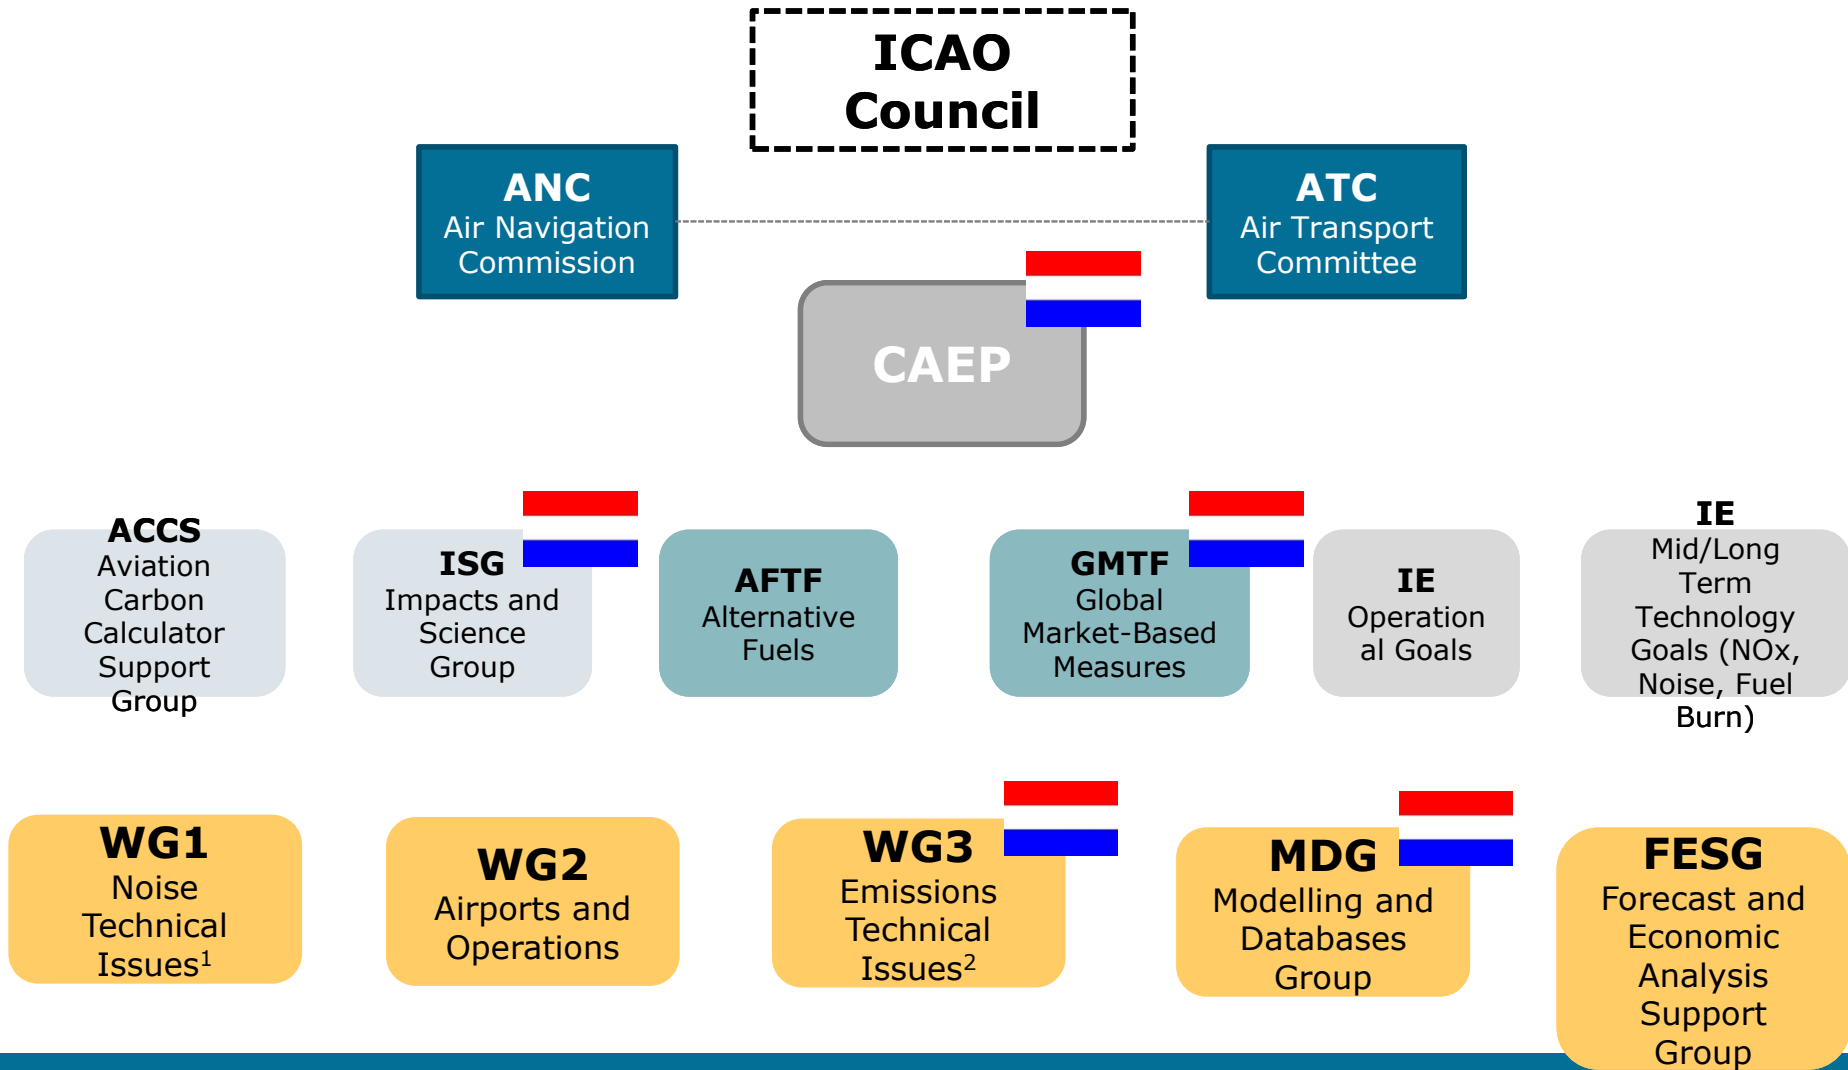 ICAO
Council
ANC
Air Navigation
Commission
ATC
Air Transport
Committee
CAEP
ACCS
Aviation
Carbon
Calculator
Support
Group
ISG
Impacts and
Science
Group
AFTF
Alternative
Fuels
GMTF
Global
Market-Based
Measures
IE
Operation
al Goals
IE
Mid/Long
Term
Technology
Goals (NOx,
Noise, Fuel
Burn)
WG1
Noise
Technical
Issues¹
WG2
Airports and
Operations
WG3
Emissions
Technical
Issues²
MDG
Modelling and
Databases
Group
FESG
Forecast and
Economic
Analysis
Support
Group